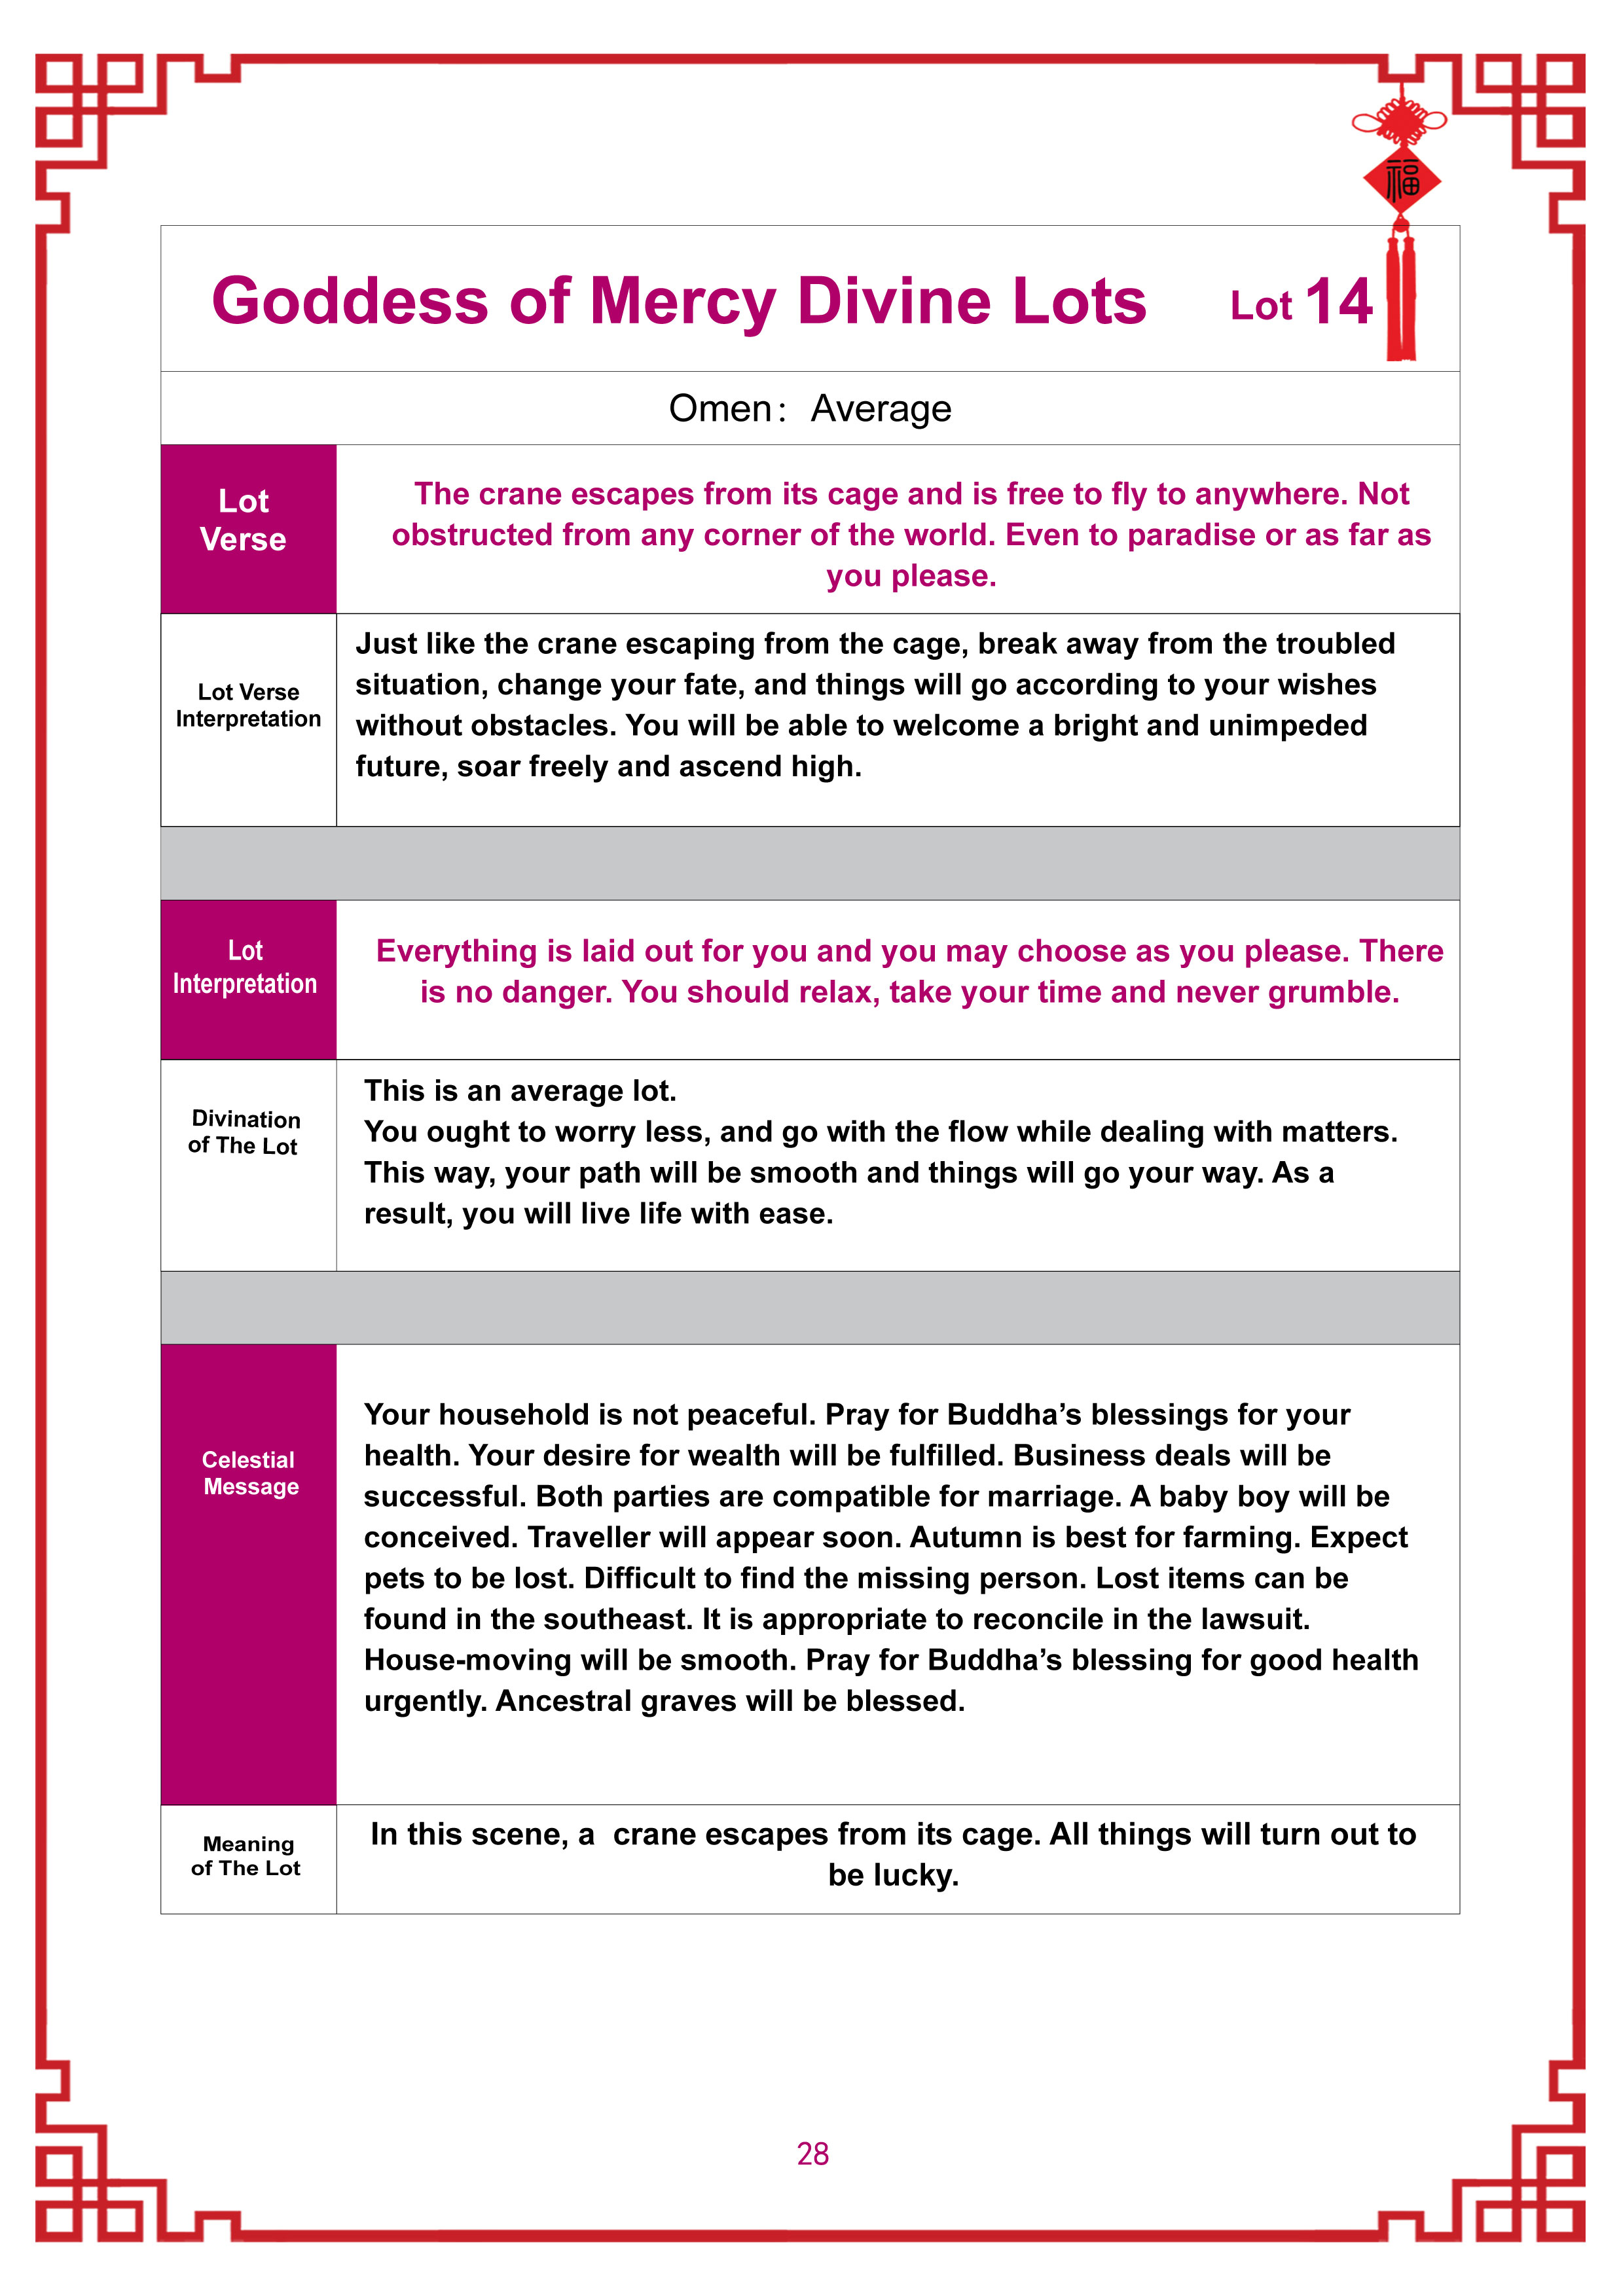 福
Goddess of Mercy Divine Lots Lot 14
Omen： Average
Lot
Verse
The crane escapes from its cage and is free to fly to anywhere. Not
obstructed from any corner of the world. Even to paradise or as far as
you please.
Lot Verse
Interpretation
Just like the crane escaping from the cage, break away from the troubled
situation, change your fate, and things will go according to your wishes
without obstacles. You will be able to welcome a bright and unimpeded
future, soar freely and ascend high.
Lot
Interpretation
Everything is laid out for you and you may choose as you please. There
is no danger. You should relax, take your time and never grumble.
Divination
of The Lot
This is an average lot.
You ought to worry less, and go with the flow while dealing with matters.
This way, your path will be smooth and things will go your way. As a
result, you will live life with ease.
Celestial
Message
Your household is not peaceful. Pray for Buddha’s blessings for your
health. Your desire for wealth will be fulfilled. Business deals will be
successful. Both parties are compatible for marriage. A baby boy will be
conceived. Traveller will appear soon. Autumn is best for farming. Expect
pets to be lost. Difficult to find the missing person. Lost items can be
found in the southeast. It is appropriate to reconcile in the lawsuit.
House-moving will be smooth. Pray for Buddha’s blessing for good health
urgently. Ancestral graves will be blessed.
Meaning
of The Lot
In this scene, a  crane escapes from its cage. All things will turn out to
be lucky.
28